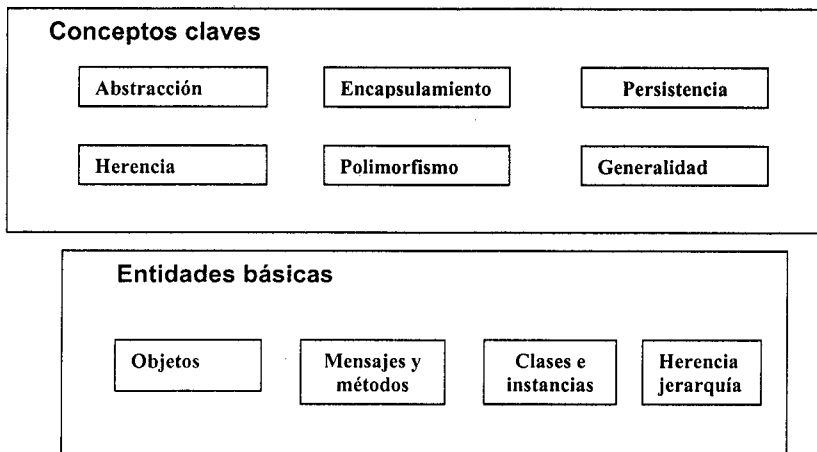 Conceptos claves
Abstracción Encapsulamiento Persistencia
Herencia Polimorfismo Generalidad
Entidades básicas
Objetos Mensajes y métodos Clases e instancias Herencia jerarquía